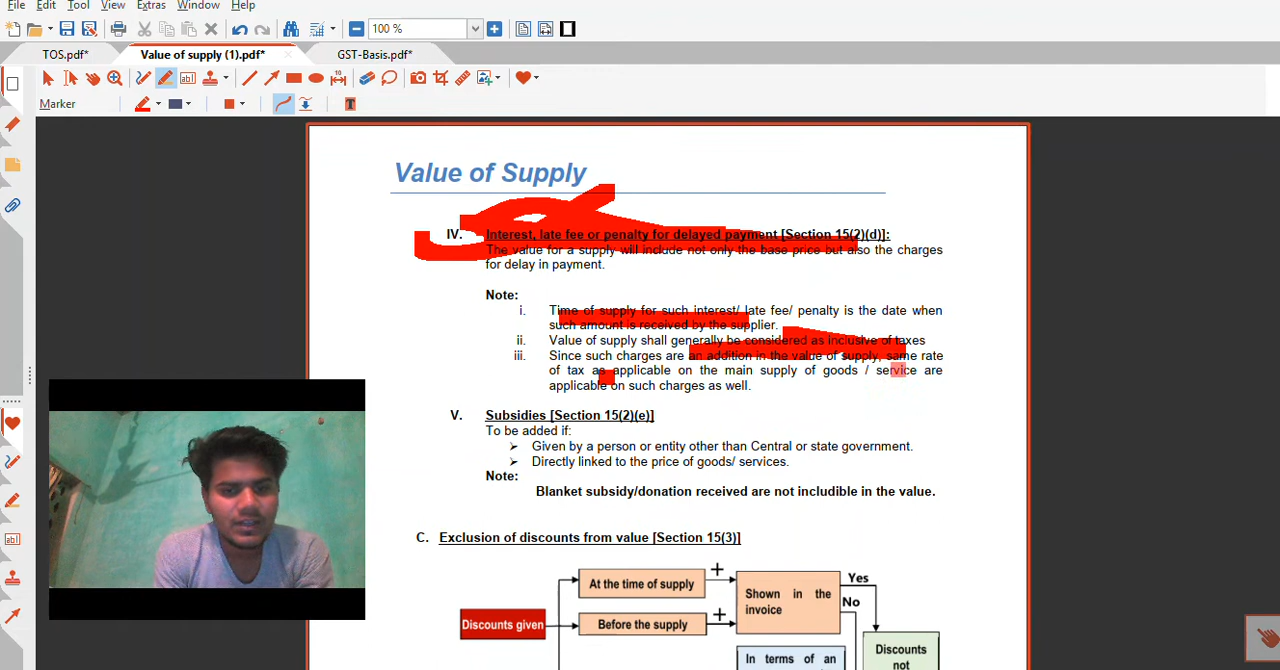 File Edit Tool View Extras Window Help
100 %
TOS.pdf* Value of supply (1).pdf* GST-Basis.pdf*
Marker
Value of Supply
IV. Interest, late fee or penalty for delayed payment [Section 15(2)(d)]:
The value for a supply will include not only the base price but also the charges
for delay in payment.
Note:
i. Time of supply for such interest/ late fee/ penalty is the date when
such amount is received by the supplier.
ii. Value of supply shall generally be considered as inclusive of taxes
iii. Since such charges are an addition in the value of supply, same rate
of tax as applicable on the main supply of goods / service are
applicable on such charges as well.
V. Subsidies [Section 15(2)(e)]
To be added if:
➢ Given by a person or entity other than Central or state government.
➢ Directly linked to the price of goods/ services.
Note:
Blanket subsidy/donation received are not includible in the value.
C. Exclusion of discounts from value [Section 15(3)]
At the time of supply + Shown in the invoice Yes
No
Discounts given Before the supply +
In terms of an
Discounts
not